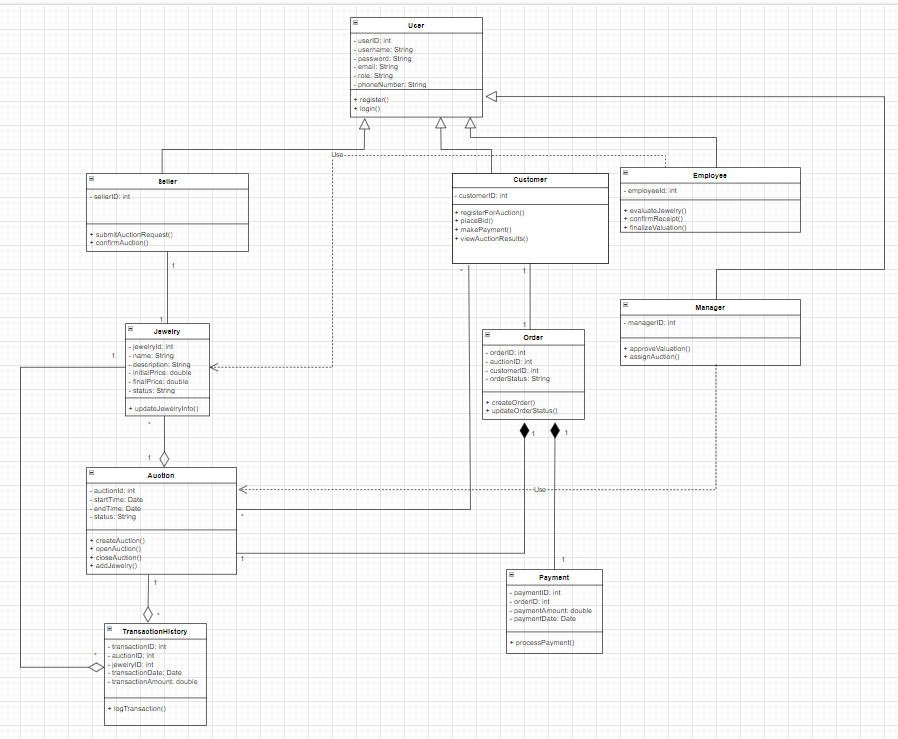 User
- userID: int
- username: String
- password: String
- email: String
- role: String
- phoneNumber: String
+ register()
+ login()
Use
Seller
- sellerID: int
+ submitAuctionRequest()
+ confirmAuction()
Customer
- customerID: int
+ registerForAuction()
+ placeBid()
+ makePayment()
+ viewAuctionResults()
Employee
- employeeId: int
+ evaluateJewelry()
+ confirmReceipt()
+ finalizeValuation()
1
*
1
Manager
- managerID: int
+ approveValuation()
+ assignAuction()
1
1
Jewelry
- jewelryId: int
- name: String
- description: String
- initialPrice: double
- finalPrice: double
- status: String
+ updateJewelryInfo()
1
Order
- orderID: int
- auctionID: int
- customerID: int
- orderStatus: String
+ createOrder()
+ updateOrderStatus()
*
1
1
1
Auction
- auctionId: int
- startTime: Date
- endTime: Date
- status: String
+ createAuction()
+ openAuction()
+ closeAuction()
+ addJewelry()
Use
*
1
1
1
*
Payment
- paymentID: int
- orderID: int
- paymentAmount: double
- paymentDate: Date
+ processPayment()
*
TransactionHistory
- transactionID: int
- auctionID: int
- jewelryID: int
- transactionDate: Date
- transactionAmount: double
+ logTransaction()